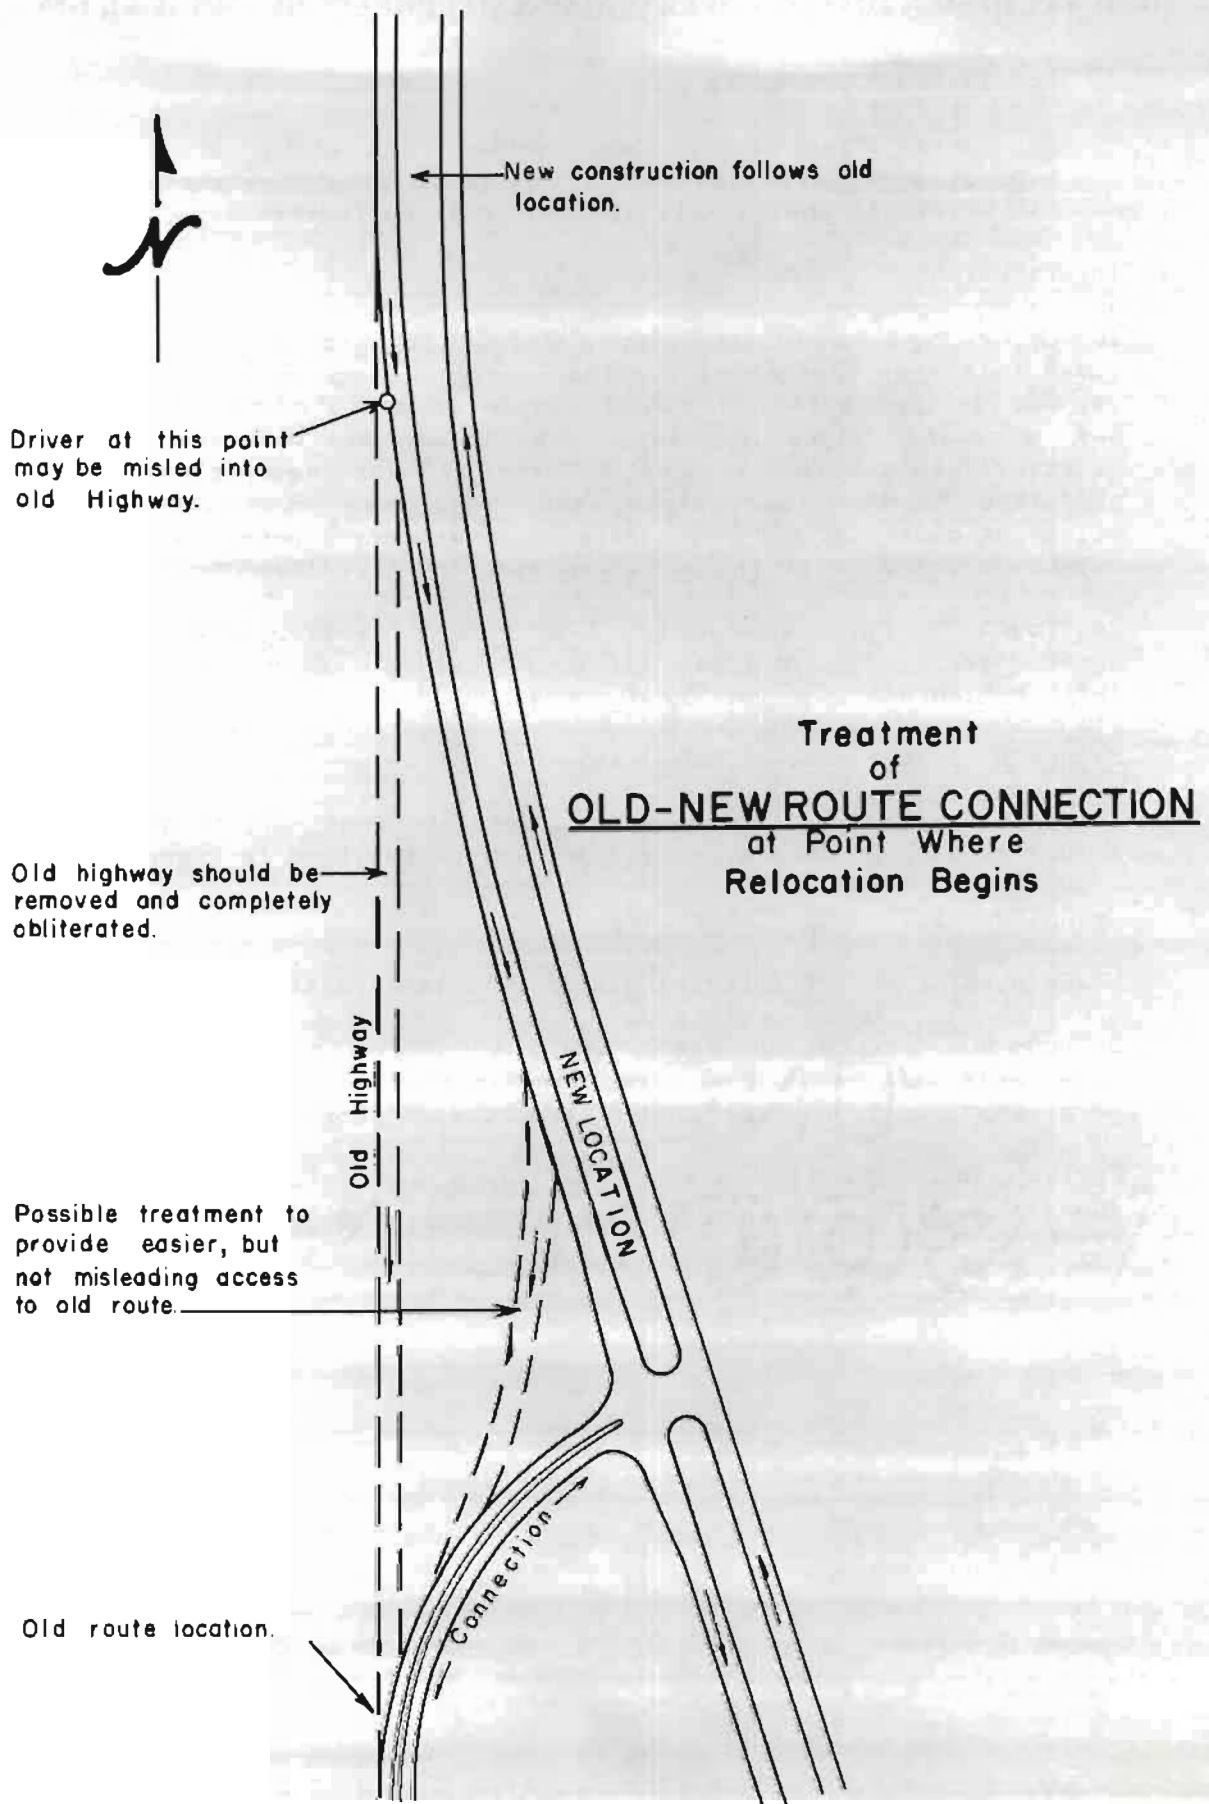 New construction follows old
location.
N
Driver at this point
may be misled into
old Highway.
Treatment
of
OLD-NEW ROUTE CONNECTION
at Point Where
Relocation Begins
Old highway should be
removed and completely
obliterated.
Old Highway
NEW LOCATION
Possible treatment to
provide easier, but
not misleading access
to old route.
Connection
Old route location.